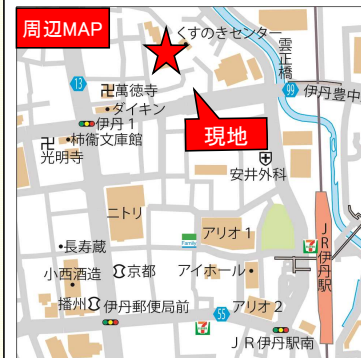 周辺MAP
くすのきセンター
雲正橋
13
萬徳寺
ダイキン
99
伊丹豊中
伊丹1
現地
柿衞文庫館
光明寺
安井外科
ニトリ
アリオ1
Family
JR伊丹駅
7
長寿蔵
小西酒造
京都
アイホール
播州
伊丹郵便局前
55
アリオ2
7
JR伊丹駅南